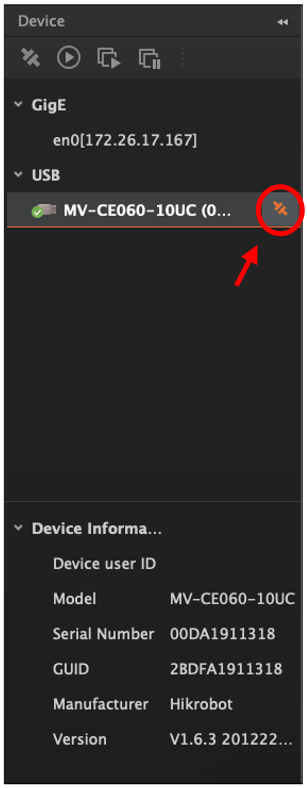 Device
GigE
en0[172.26.17.167]
USB
MV-CE060-10UC (0...
Device Informa...
Device user ID
Model MV-CE060-10UC
Serial Number 00DA1911318
GUID 2BDFA1911318
Manufacturer Hikrobot
Version V1.6.3 201222...